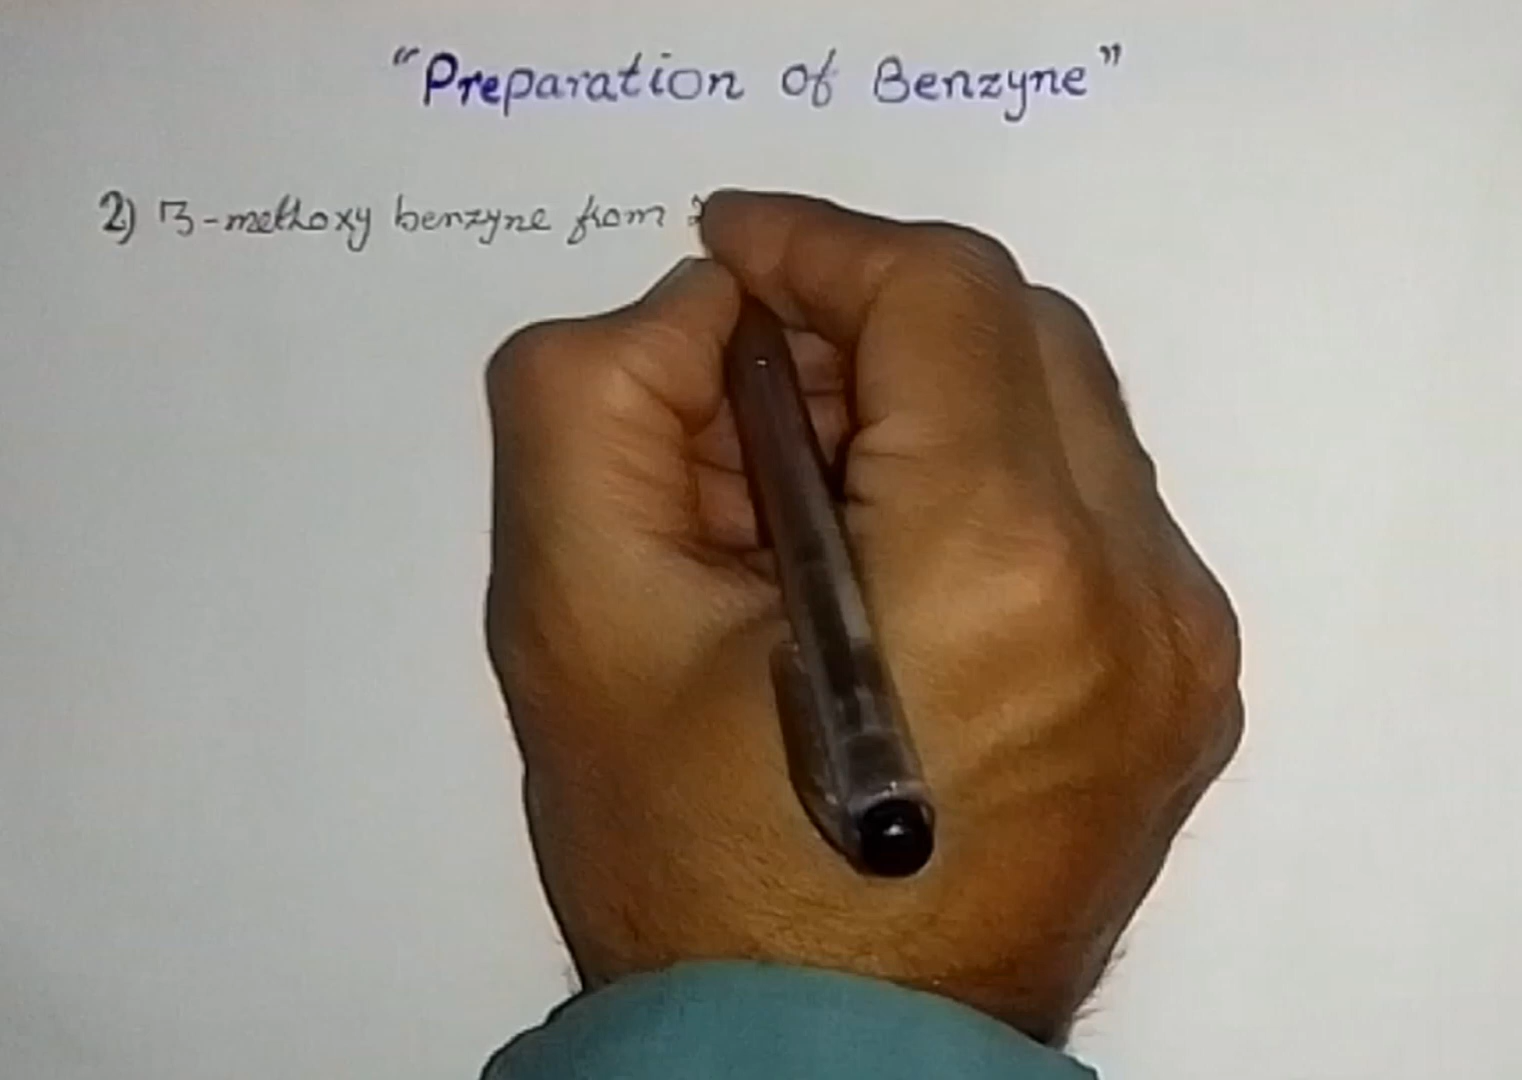 “Preparation of Benzyne”
2) 3-methoxy benzyne from